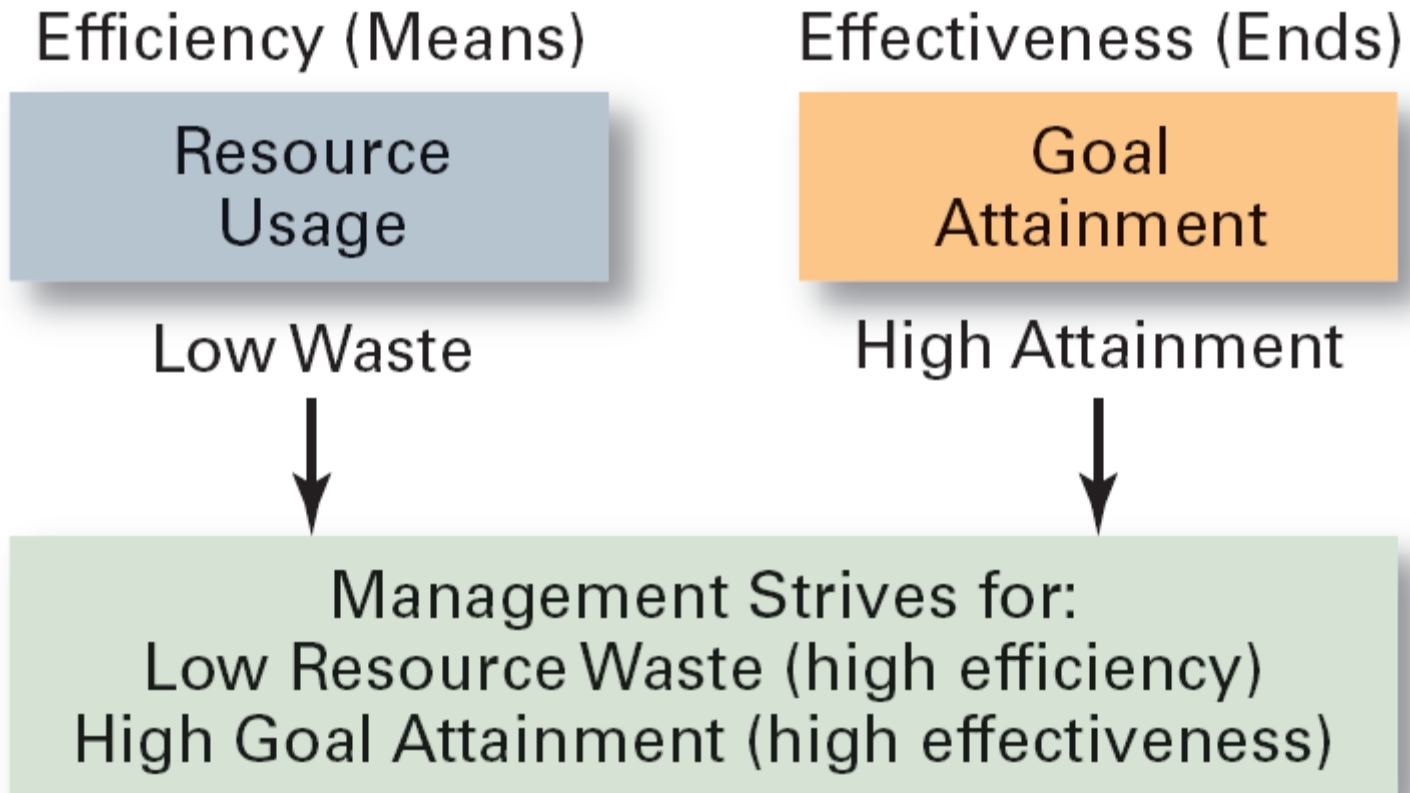 Efficiency (Means)
Resource
Usage
Low Waste
Effectiveness (Ends)
Goal
Attainment
High Attainment
Management Strives for:
Low Resource Waste (high efficiency)
High Goal Attainment (high effectiveness)